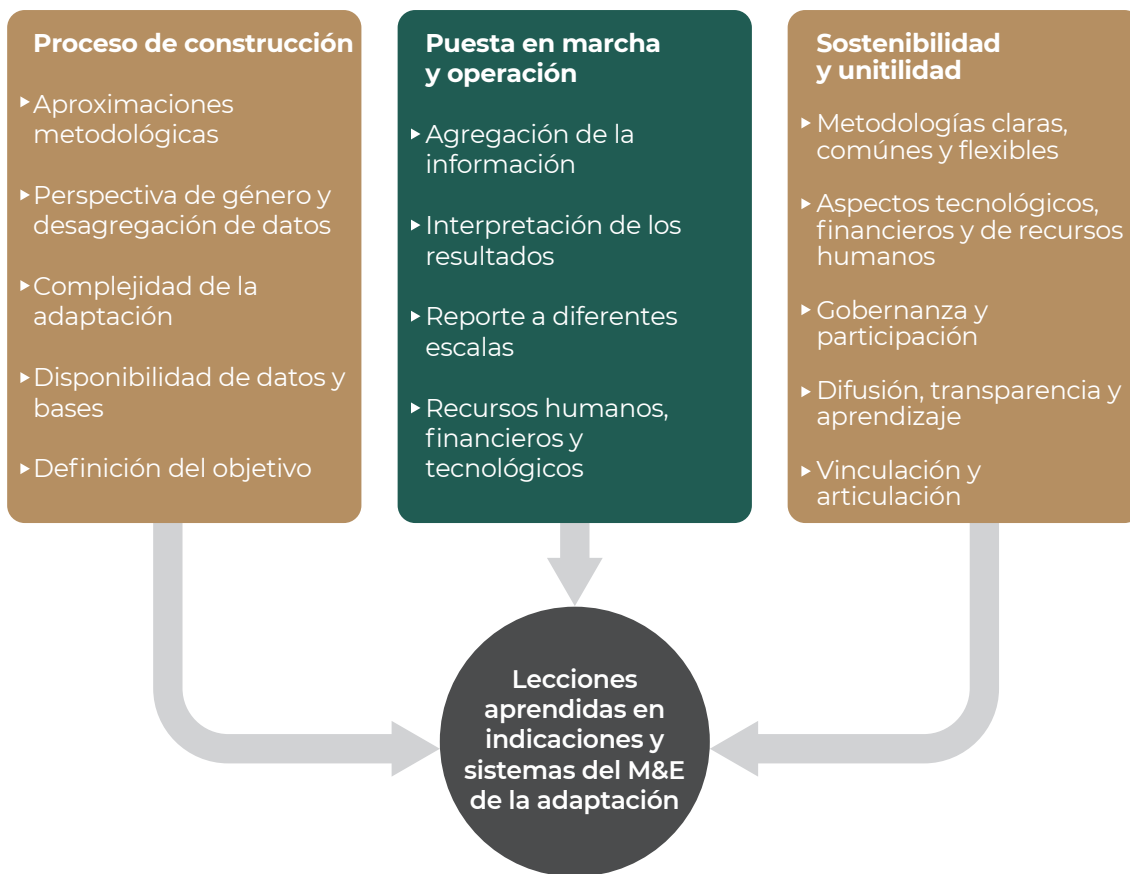 Proceso de construcción
Aproximaciones
metodológicas
Perspectiva de género y
desagregación de datos
Complejidad de la
adaptación
Disponibilidad de datos y
bases
Definición del objetivo
Puesta en marcha
y operación
Agregación de la
información
Interpretación de los
resultados
Reporte a diferentes
escalas
Recursos humanos,
financieros y
tecnológicos
Sostenibilidad
y unitilidad
Metodologías claras,
comúnes y flexibles
Aspectos tecnológicos,
financieros y de recursos
humanos
Gobernanza y
participación
Difusión, transparencia y
aprendizaje
Vinculación y
articulación
Lecciones
aprendidas en
indicaciones y
sistemas del M&E
de la adaptación